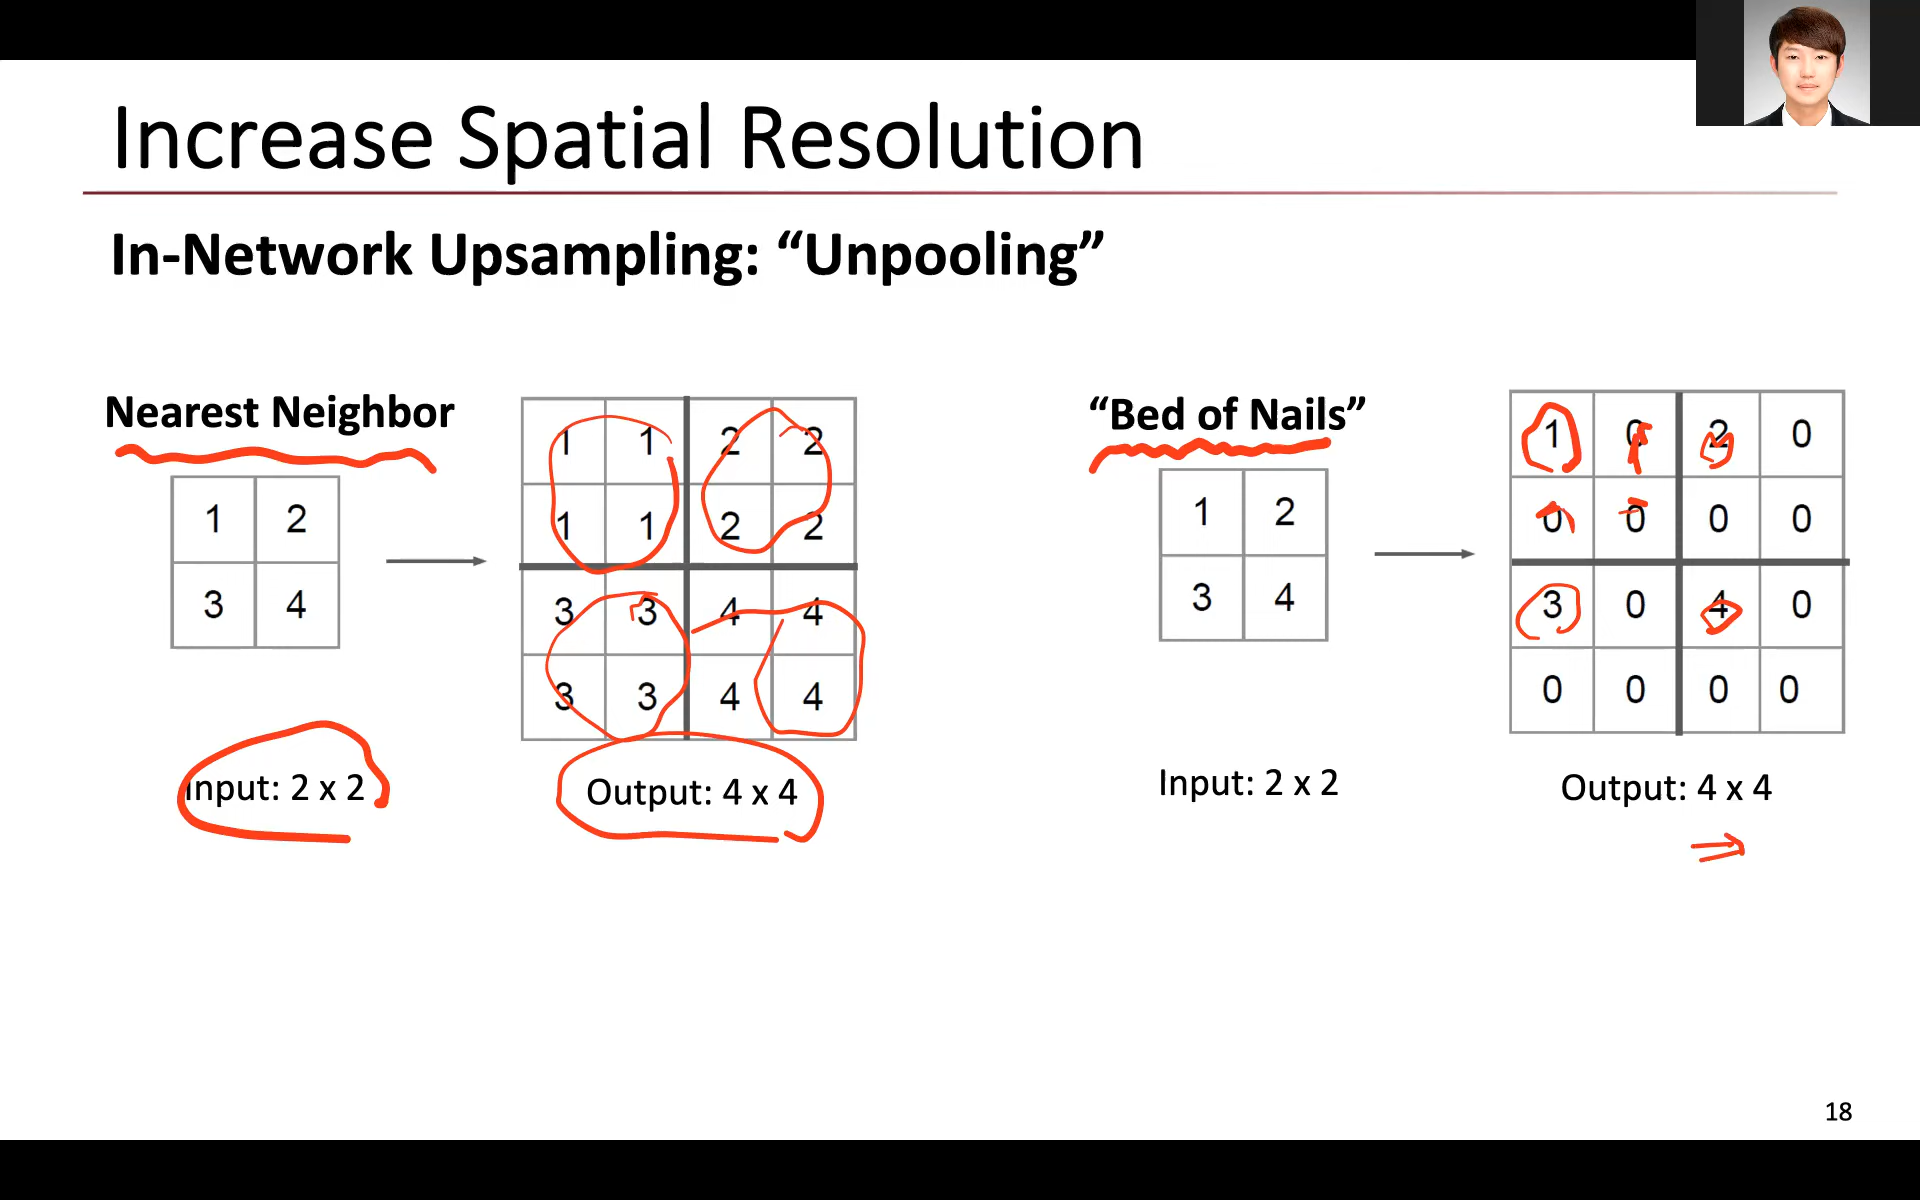 Increase Spatial Resolution
In-Network Upsampling: “Unpooling”
Nearest Neighbor
1 2
3 4
Input: 2 x 2
1 1 2 2
1 1 2 2
3 3 4 4
3 3 4 4
Output: 4 x 4
“Bed of Nails”
1 2
3 4
Input: 2 x 2
1 0 2 0
0 0 0 0
3 0 4 0
0 0 0 0
Output: 4 x 4
18